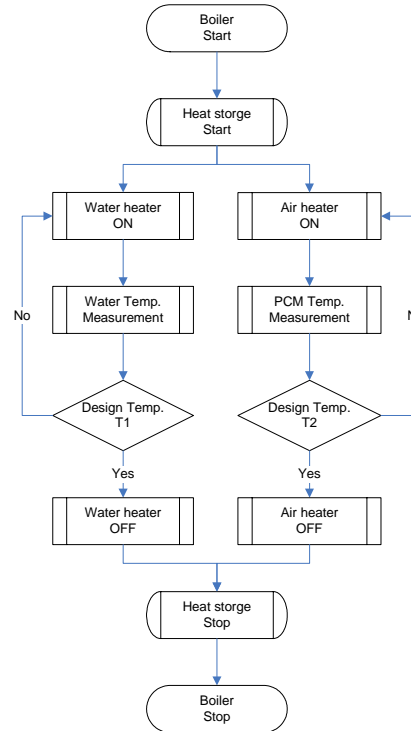 Boiler
Start
Heat storge
Start
Water heater
ON
Air heater
ON
No
Water Temp.
Measurement
PCM Temp.
Measurement
Design Temp.
T1
Design Temp.
T2
Yes
Yes
Water heater
OFF
Air heater
OFF
Heat storge
Stop
Boiler
Stop